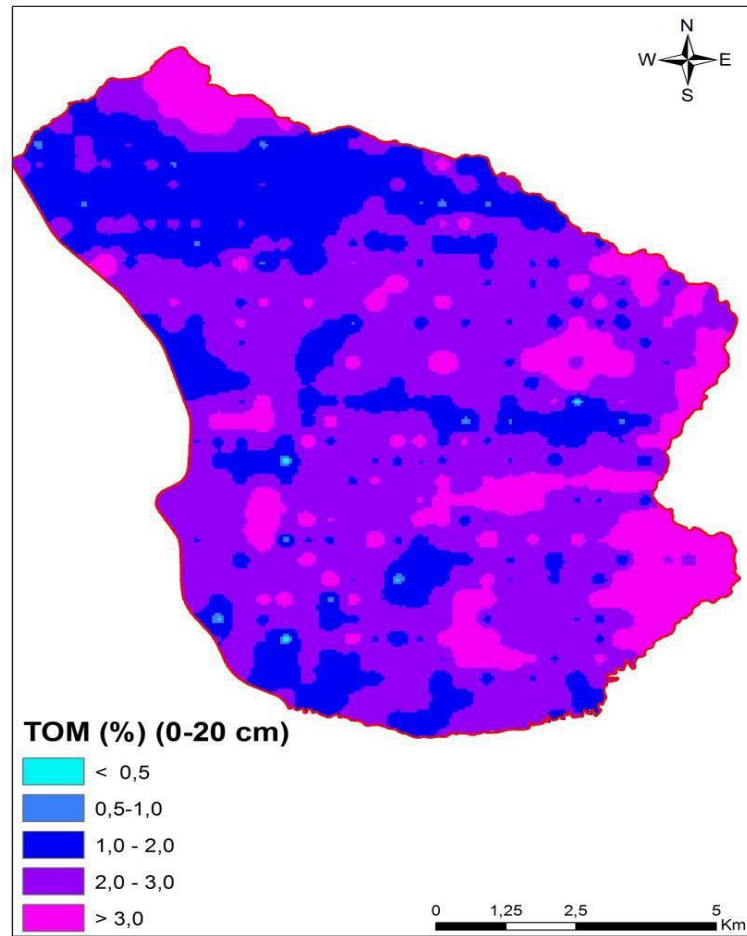 N
W E
S
TOM (%) (0-20 cm)
< 0,5
0,5-1,0
1,0 - 2,0
2,0 - 3,0
> 3,0
0 1,25 2,5 5
Km